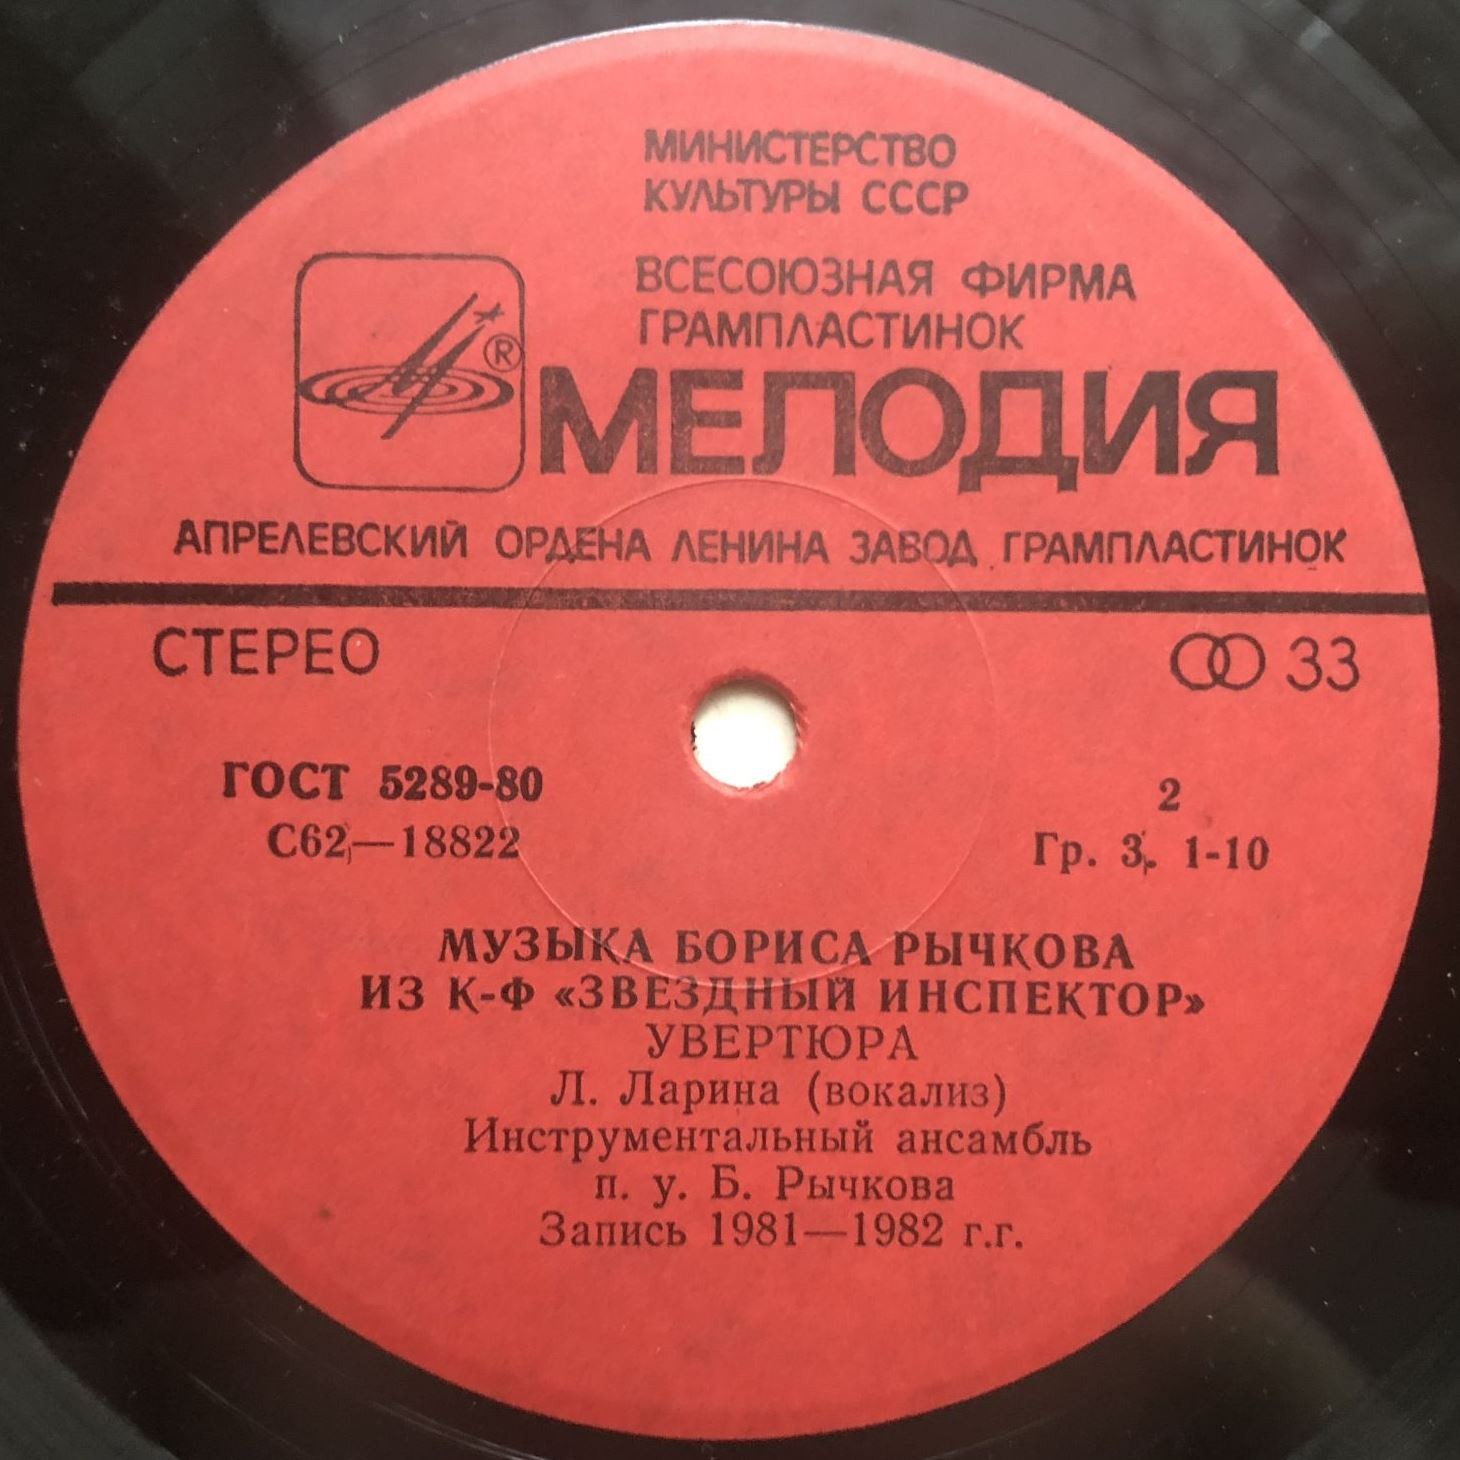 МИНИСТЕРСТВО
КУЛЬТУРЫ СССР
ВСЕСОЮЗНАЯ ФИРМА
ГРАМПЛАСТИНОК
®
МЕЛОДИЯ
АПРЕЛЕВСКИЙ ОРДЕНА ЛЕНИНА ЗАВОД ГРАМПЛАСТИНОК
СТЕРЕО
33
ГОСТ 5289-80
С62—18822
2
Гр. 3. 1-10
МУЗЫКА БОРИСА РЫЧКОВА
ИЗ К-Ф «ЗВЕЗДНЫЙ ИНСПЕКТОР»
УВЕРТЮРА
Л. Ларина (вокализ)
Инструментальный ансамбль
п. у. Б. Рычкова
Запись 1981—1982 г.г.